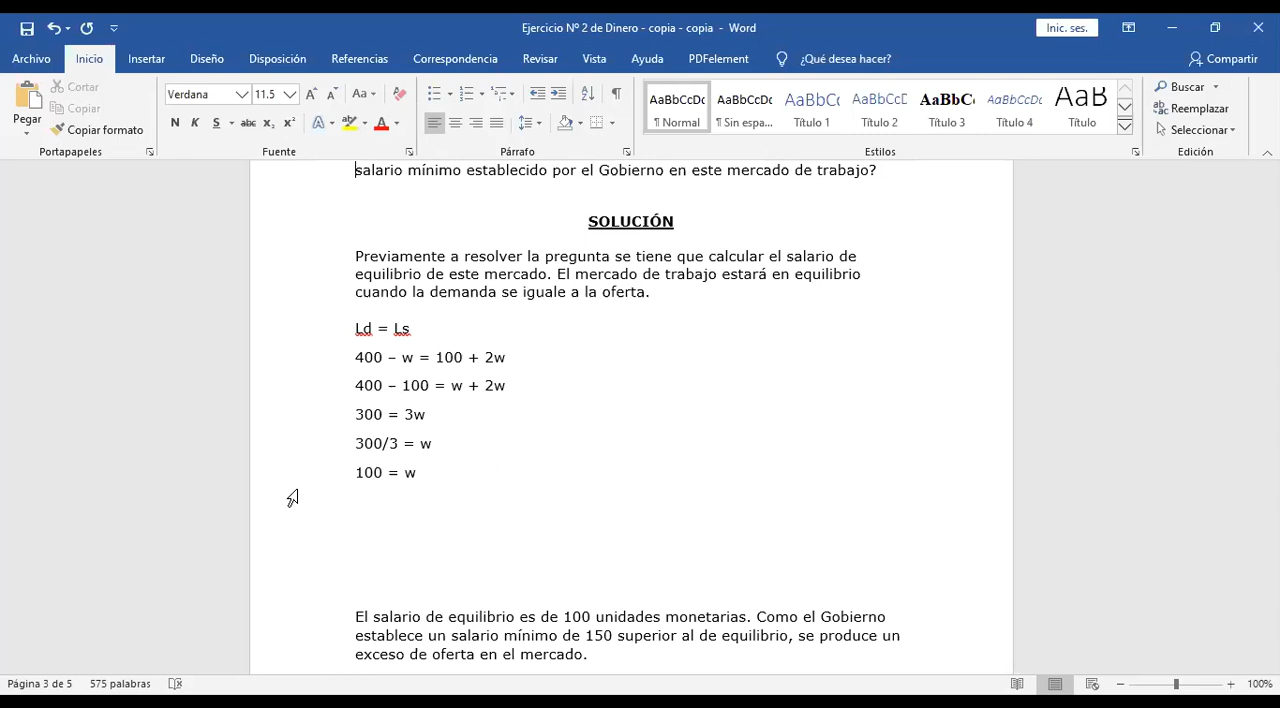 Ejercicio Nº 2 de Dinero - copia - copia - Word
Inic. ses.
Archivo Inicio Insertar Diseño Disposición Referencias Correspondencia Revisar Vista Ayuda PDFelement ¿Qué desea hacer? Compartir
Pegar
Cortar
Copiar
Copiar formato
Portapapeles
Verdana 11.5
Fuente
Párrafo
AaBbCcDc AaBbCcDc AaBbC AaBbCcD AaBbC AaBbCcDc AaB
¶ Normal ¶ Sin espa... Título 1 Título 2 Título 3 Título 4 Título
Estilos
Buscar
Reemplazar
Seleccionar
Edición
salario mínimo establecido por el Gobierno en este mercado de trabajo?
SOLUCIÓN
Previamente a resolver la pregunta se tiene que calcular el salario de
equilibrio de este mercado. El mercado de trabajo estará en equilibrio
cuando la demanda se iguale a la oferta.
Ld = Ls
400 – w = 100 + 2w
400 – 100 = w + 2w
300 = 3w
300/3 = w
100 = w
El salario de equilibrio es de 100 unidades monetarias. Como el Gobierno
establece un salario mínimo de 150 superior al de equilibrio, se produce un
exceso de oferta en el mercado.
Página 3 de 5 575 palabras 100%